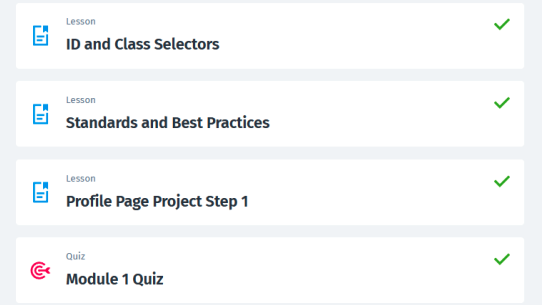 Lesson
ID and Class Selectors
Lesson
Standards and Best Practices
Lesson
Profile Page Project Step 1
Quiz
Module 1 Quiz